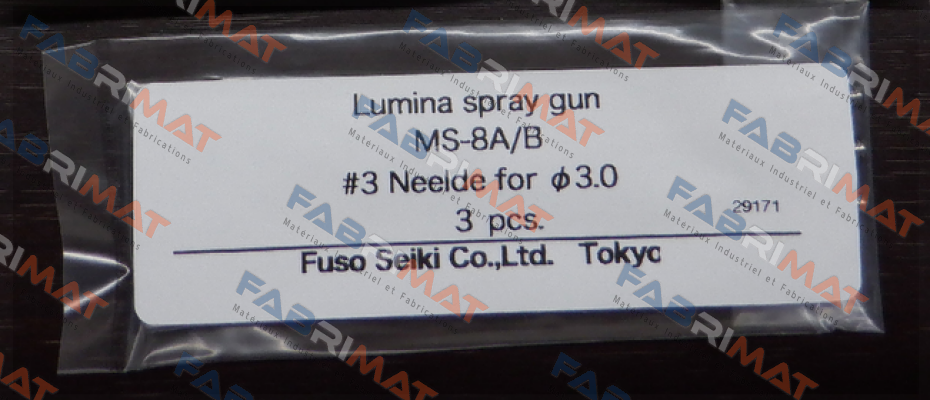 Lumina spray gun
MS-8A/B
#3 Neelde for φ3.0
3 pcs.
29171
Fuso Seiki Co.,Ltd. Tokyo
FABRIMAT
Materiaux Industriel et Fabrications